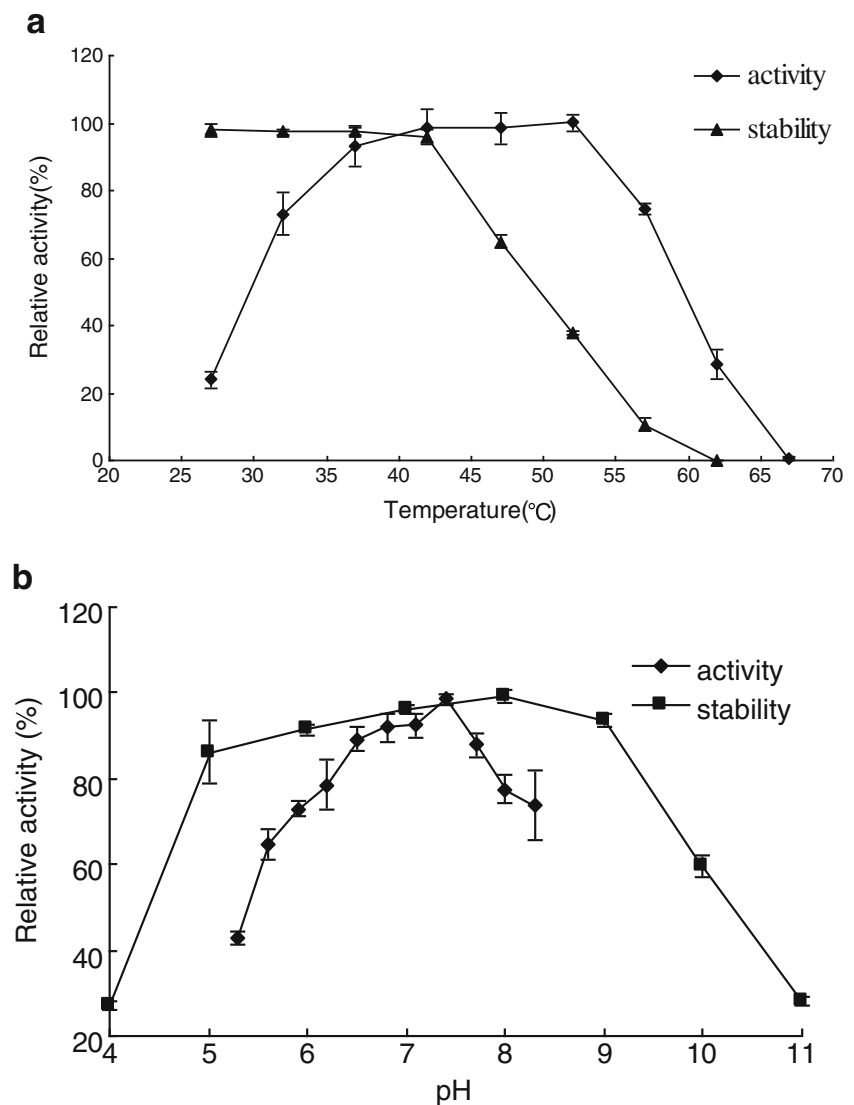 a
120
100
80
60
40
20
0
Relative activity(%)
activity
stability
20 25 30 35 40 45 50 55 60 65 70
Temperature(℃)
b
120
100
80
60
40
20
Relative activity (%)
activity
stability
4 5 6 7 8 9 10 11
pH